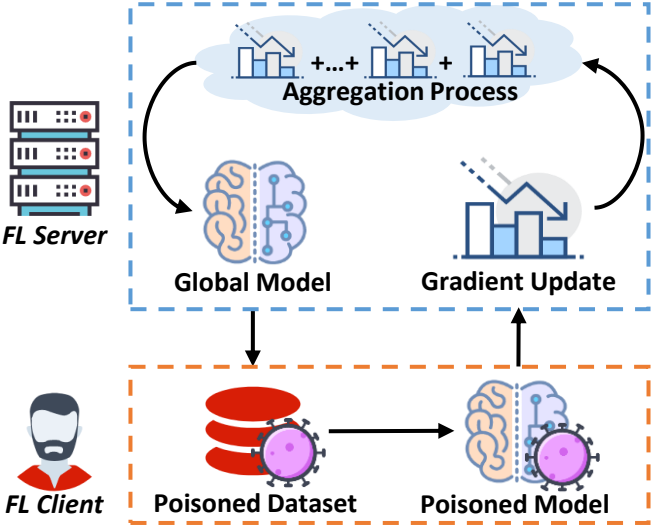 +...+ +
Aggregation Process
FL Server
Global Model
Gradient Update
FL Client
Poisoned Dataset
Poisoned Model